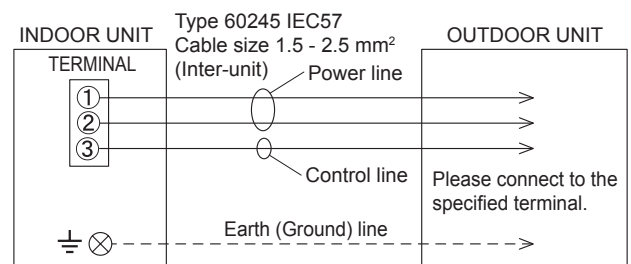 INDOOR UNIT
TERMINAL
①
②
③
Type 60245 IEC57
Cable size 1.5 - 2.5 mm²
(Inter-unit)
Power line
Control line
Earth (Ground) line
OUTDOOR UNIT
Please connect to the
specified terminal.